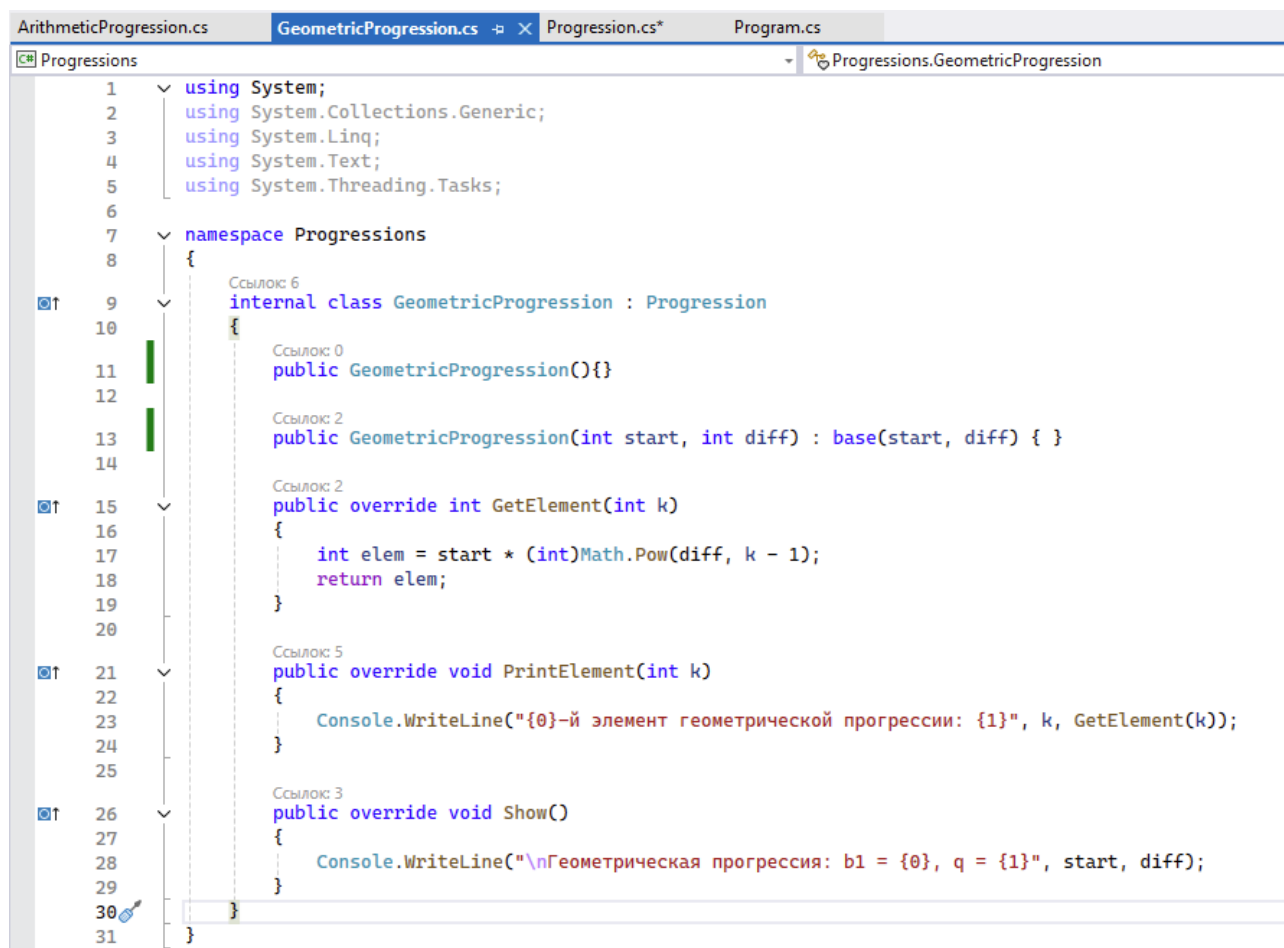 ArithmeticProgression.cs GeometricProgression.cs Progression.cs* Program.cs
C# Progressions Progressions.GeometricProgression
1 using System;
2 using System.Collections.Generic;
3 using System.Linq;
4 using System.Text;
5 using System.Threading.Tasks;
6
7 namespace Progressions
8 {
Ссылок: 6
9 internal class GeometricProgression : Progression
10 {
Ссылок: 0
11 public GeometricProgression(){}
12
Ссылок: 2
13 public GeometricProgression(int start, int diff) : base(start, diff) { }
14
Ссылок: 2
15 public override int GetElement(int k)
16 {
17 int elem = start * (int)Math.Pow(diff, k - 1);
18 return elem;
19 }
20
Ссылок: 5
21 public override void PrintElement(int k)
22 {
23 Console.WriteLine("{0}-й элемент геометрической прогрессии: {1}", k, GetElement(k));
24 }
25
Ссылок: 3
26 public override void Show()
27 {
28 Console.WriteLine("\nГеометрическая прогрессия: b1 = {0}, q = {1}", start, diff);
29 }
30 }
31 }